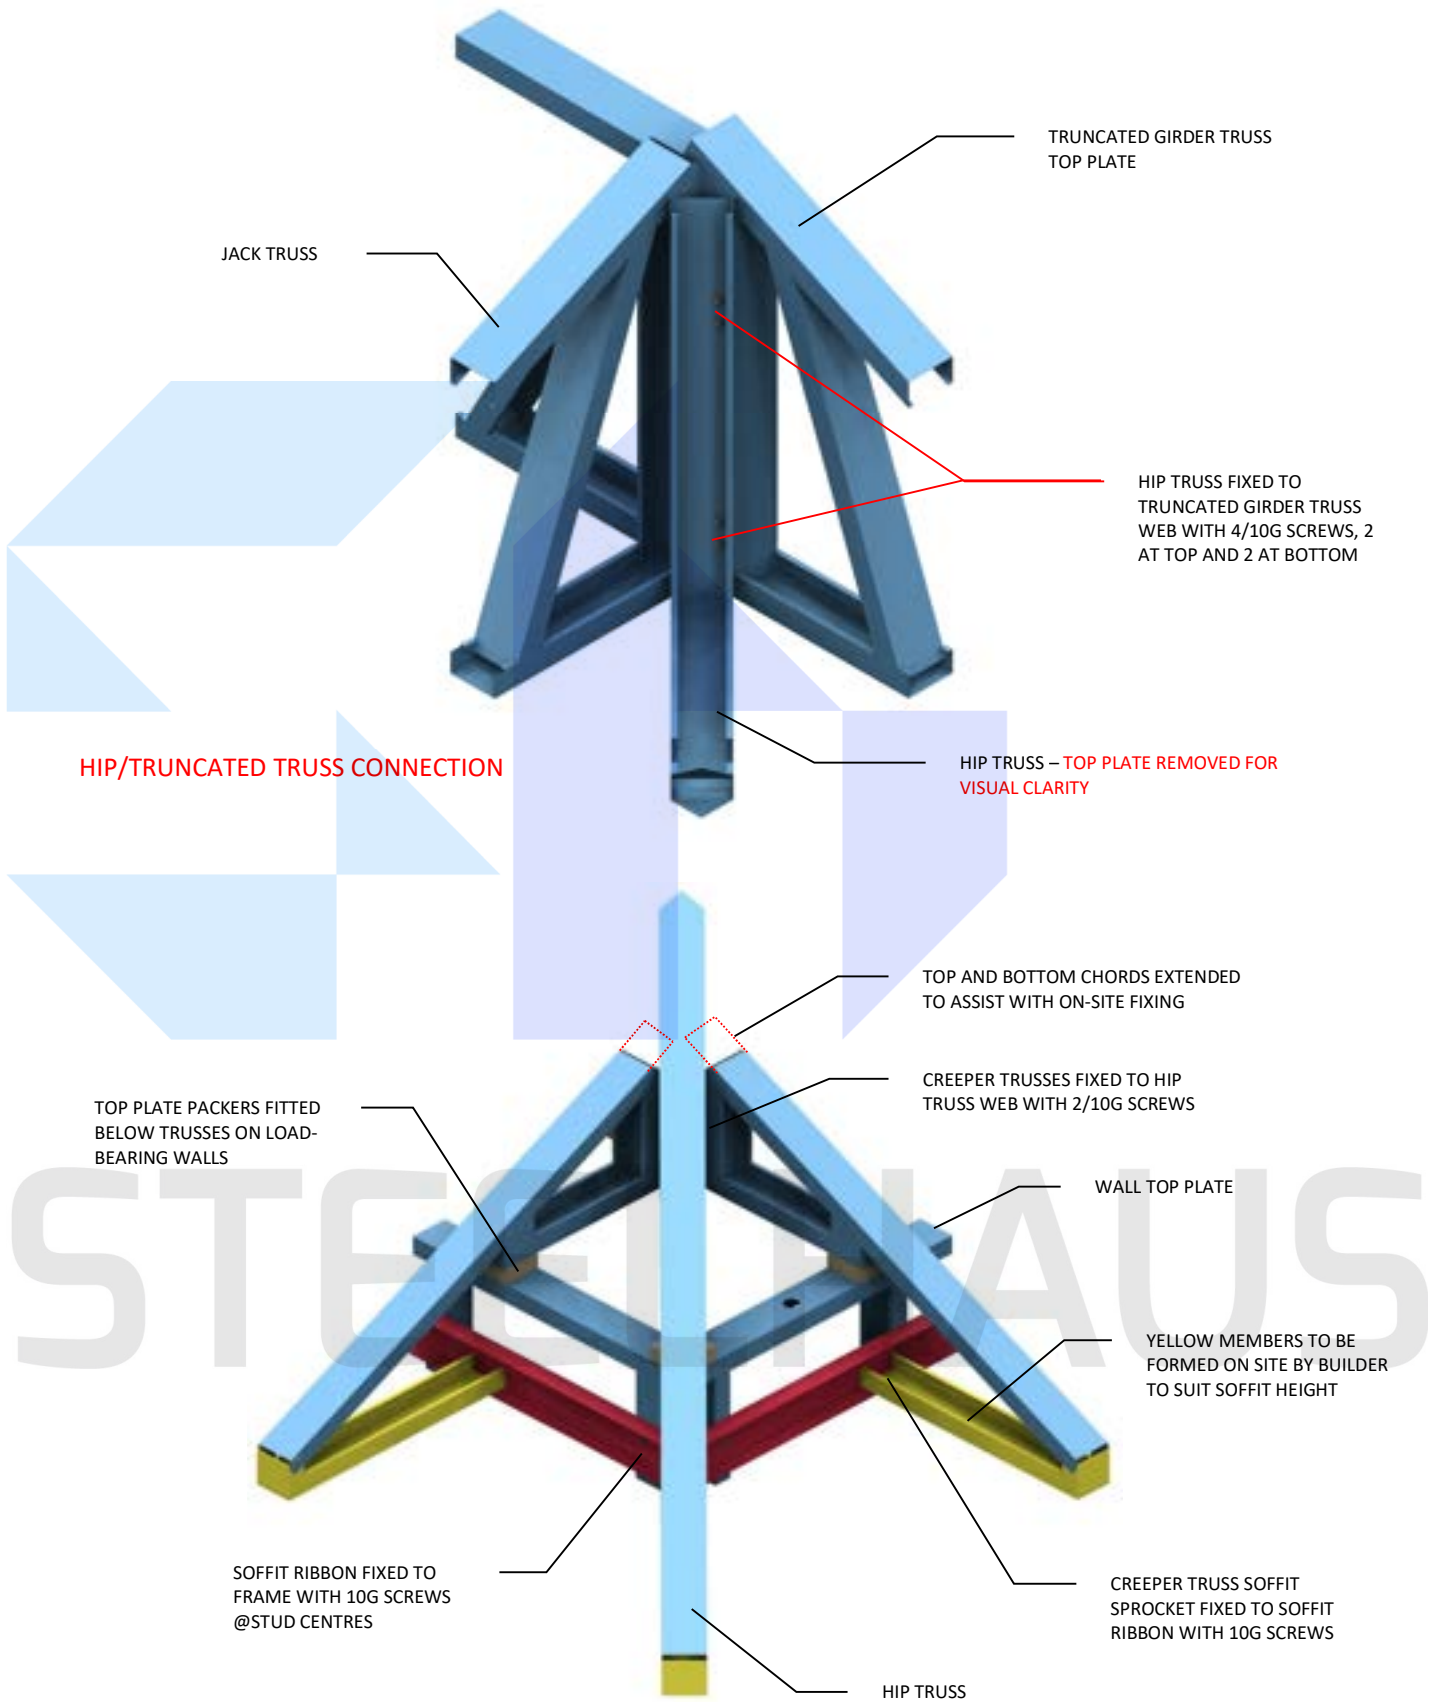 TRUNCATED GIRDER TRUSS
TOP PLATE
JACK TRUSS
HIP TRUSS FIXED TO
TRUNCATED GIRDER TRUSS
WEB WITH 4/10G SCREWS, 2
AT TOP AND 2 AT BOTTOM
HIP/TRUNCATED TRUSS CONNECTION
HIP TRUSS – TOP PLATE REMOVED FOR
VISUAL CLARITY
TOP AND BOTTOM CHORDS EXTENDED
TO ASSIST WITH ON-SITE FIXING
CREEPER TRUSSES FIXED TO HIP
TRUSS WEB WITH 2/10G SCREWS
TOP PLATE PACKERS FITTED
BELOW TRUSSES ON LOAD-
BEARING WALLS
WALL TOP PLATE
STEELHAUS
YELLOW MEMBERS TO BE
FORMED ON SITE BY BUILDER
TO SUIT SOFFIT HEIGHT
SOFFIT RIBBON FIXED TO
FRAME WITH 10G SCREWS
@STUD CENTRES
CREEPER TRUSS SOFFIT
SPROCKET FIXED TO SOFFIT
RIBBON WITH 10G SCREWS
HIP TRUSS